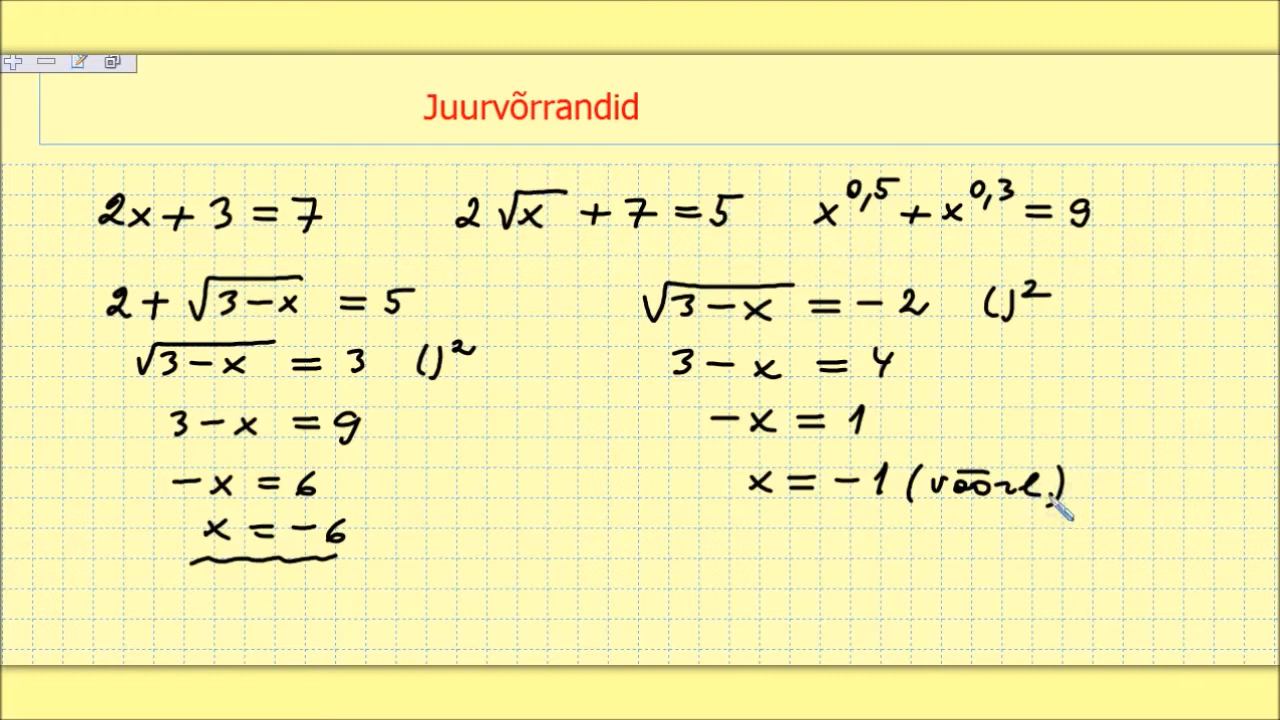 Juurvõrrandid
2x + 3 = 7
2√x + 7 = 5
x^0,5 + x^0,3 = 9
2 + √(3 − x) = 5
√(3 − x) = 3 ()²
3 − x = 9
−x = 6
x = −6
√(3 − x) = −2 ()²
3 − x = 4
−x = 1
x = −1 (võõrl.)